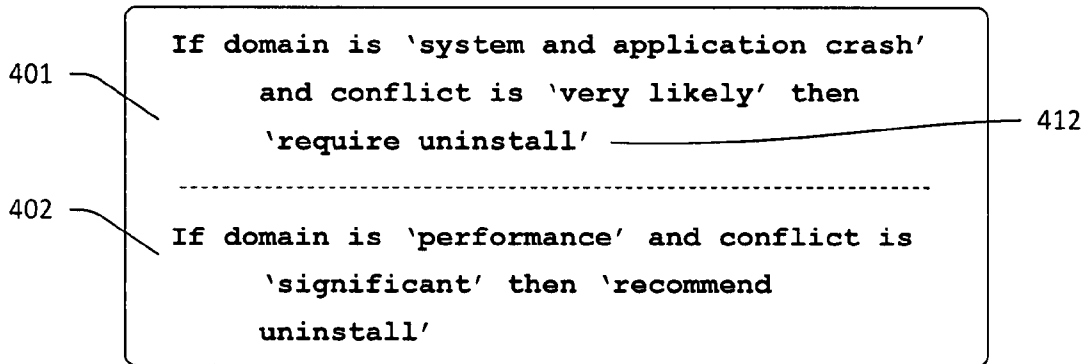 If domain is ‘system and application crash’
401
and conflict is ‘very likely’ then
‘require uninstall’
412
402
If domain is ‘performance’ and conflict is
‘significant’ then ‘recommend
uninstall’